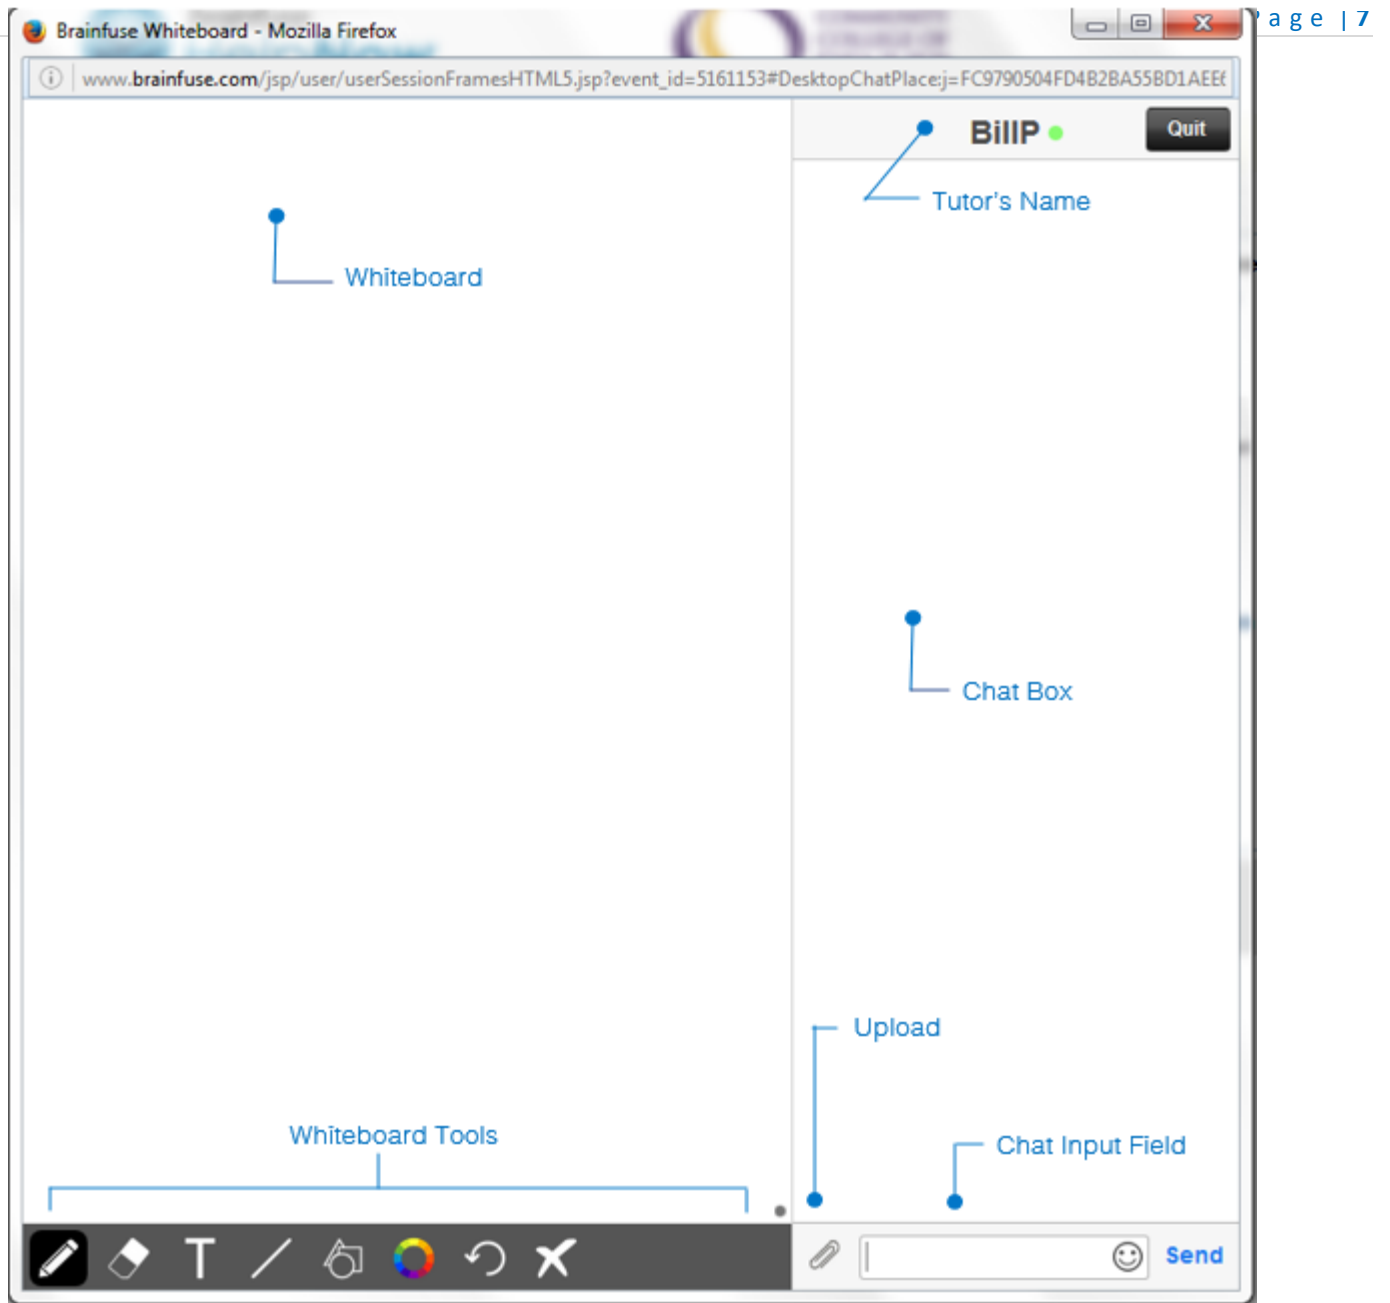 Page | 7
Brainfuse Whiteboard - Mozilla Firefox
www.brainfuse.com/jsp/user/userSessionFramesHTML5.jsp?event_id=5161153#DesktopChatPlace:j=FC9790504FD4B2BA55BD1AEE
BillP
Quit
Tutor's Name
Whiteboard
Chat Box
Upload
Whiteboard Tools
Chat Input Field
T
Send